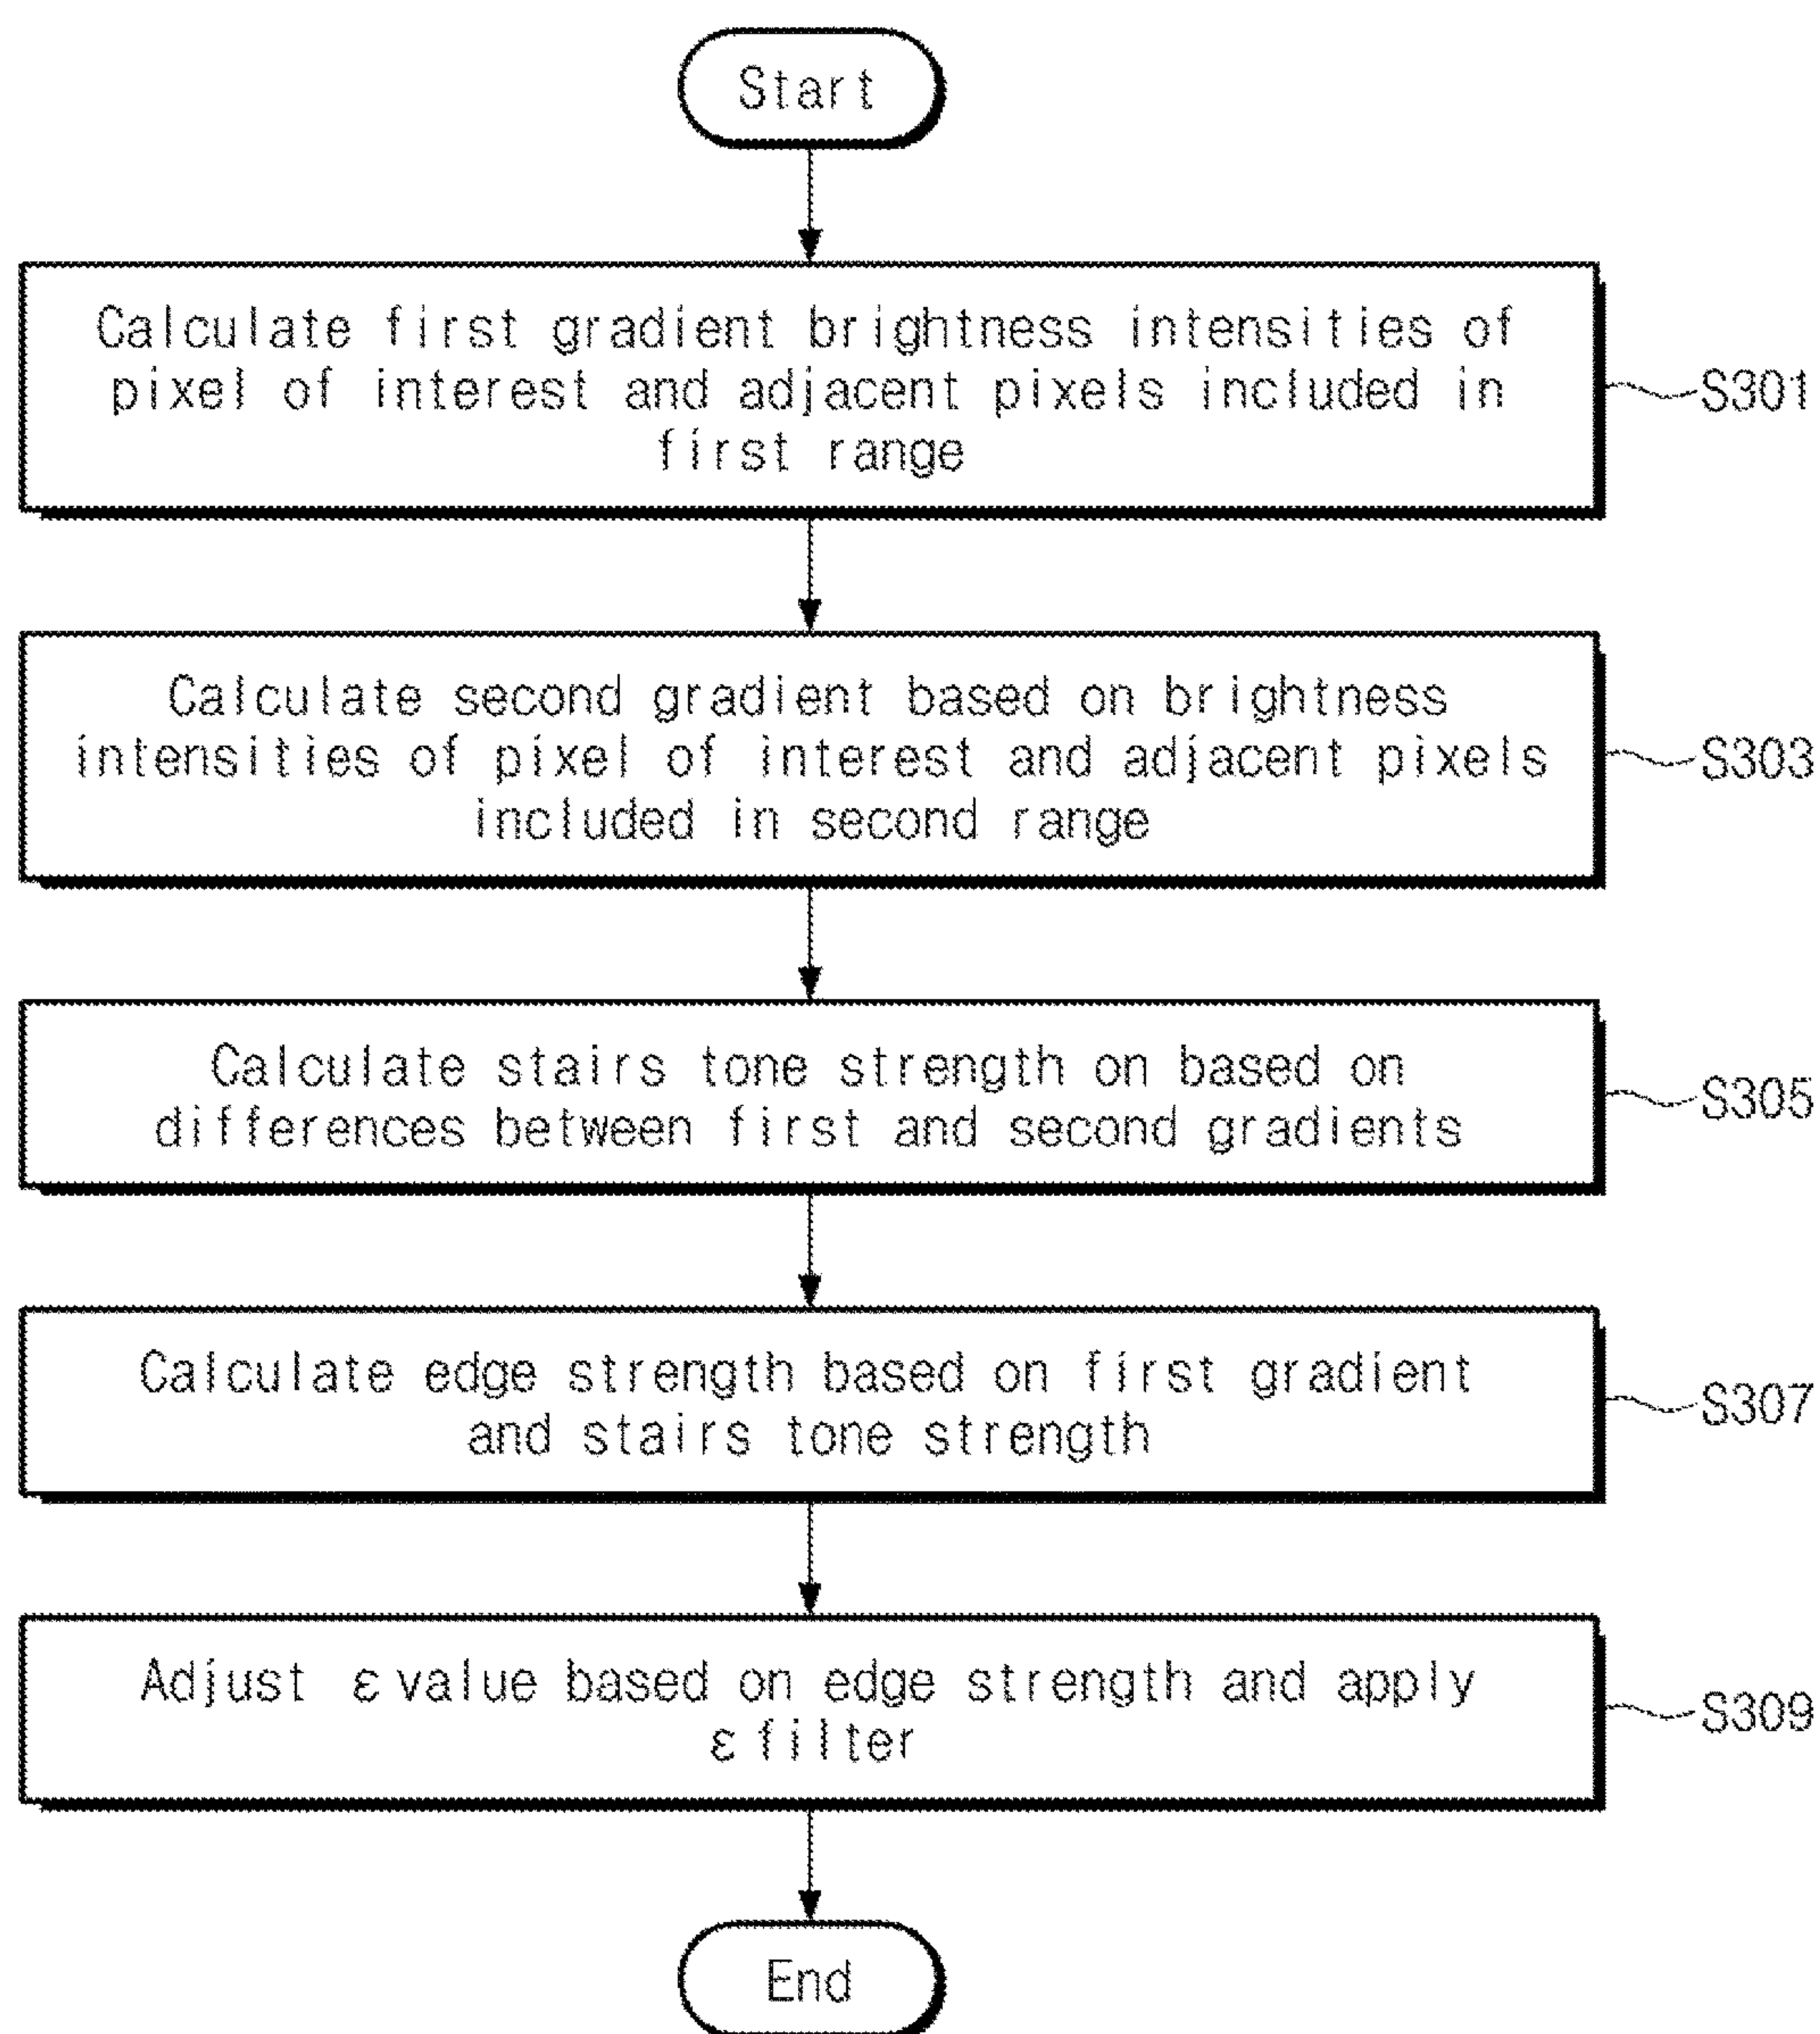 Start
Calculate first gradient brightness intensities of
pixel of interest and adjacent pixels included in
first range
S301
Calculate second gradient based on brightness
intensities of pixel of interest and adjacent pixels
included in second range
S303
Calculate stairs tone strength on based on
differences between first and second gradients
S305
Calculate edge strength based on first gradient
and stairs tone strength
S307
Adjust ε value based on edge strength and apply
ε filter
S309
End